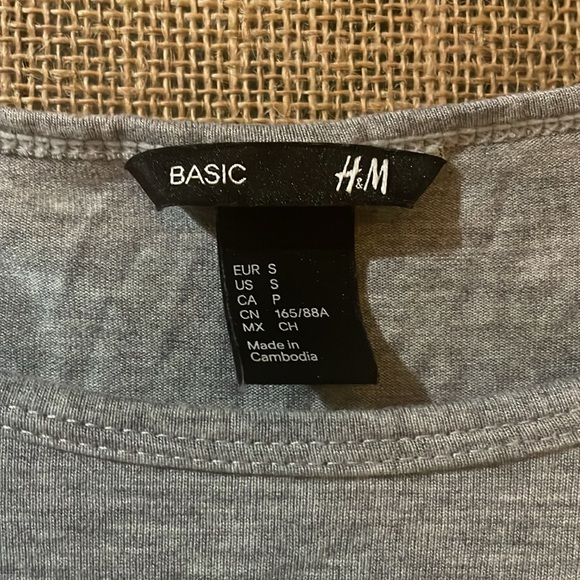 BASIC H&M
EUR S
US S
CA P
CN 165/88A
MX CH
Made in
Cambodia